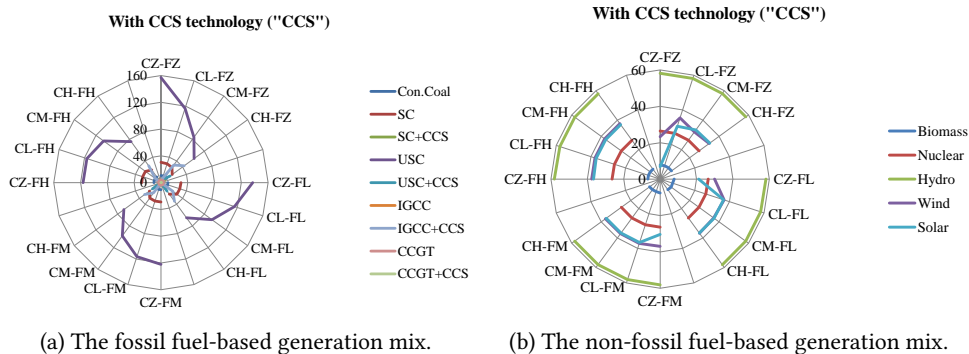 With CCS technology ("CCS")
CZ-FZ
160
CL-FZ
CM-FZ
CH-FZ
CZ-FL
CL-FL
CM-FL
CH-FL
CZ-FM
CL-FM
CM-FM
CH-FM
CZ-FH
CL-FH
CM-FH
CH-FH
120
80
40
0
Con.Coal
SC
SC+CCS
USC
USC+CCS
IGCC
IGCC+CCS
CCGT
CCGT+CCS
(a) The fossil fuel-based generation mix.
With CCS technology ("CCS")
CZ-FZ
60
CL-FZ
CM-FZ
CH-FZ
CZ-FL
CL-FL
CM-FL
CH-FL
CZ-FM
CL-FM
CM-FM
CH-FM
CZ-FH
CL-FH
CM-FH
CH-FH
40
20
0
Biomass
Nuclear
Hydro
Wind
Solar
(b) The non-fossil fuel-based generation mix.